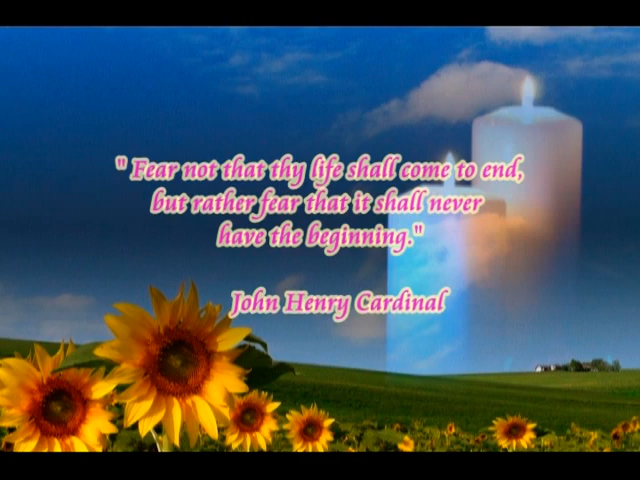 " Fear not that thy life shall come to end,
but rather fear that it shall never
have the beginning."
John Henry Cardinal